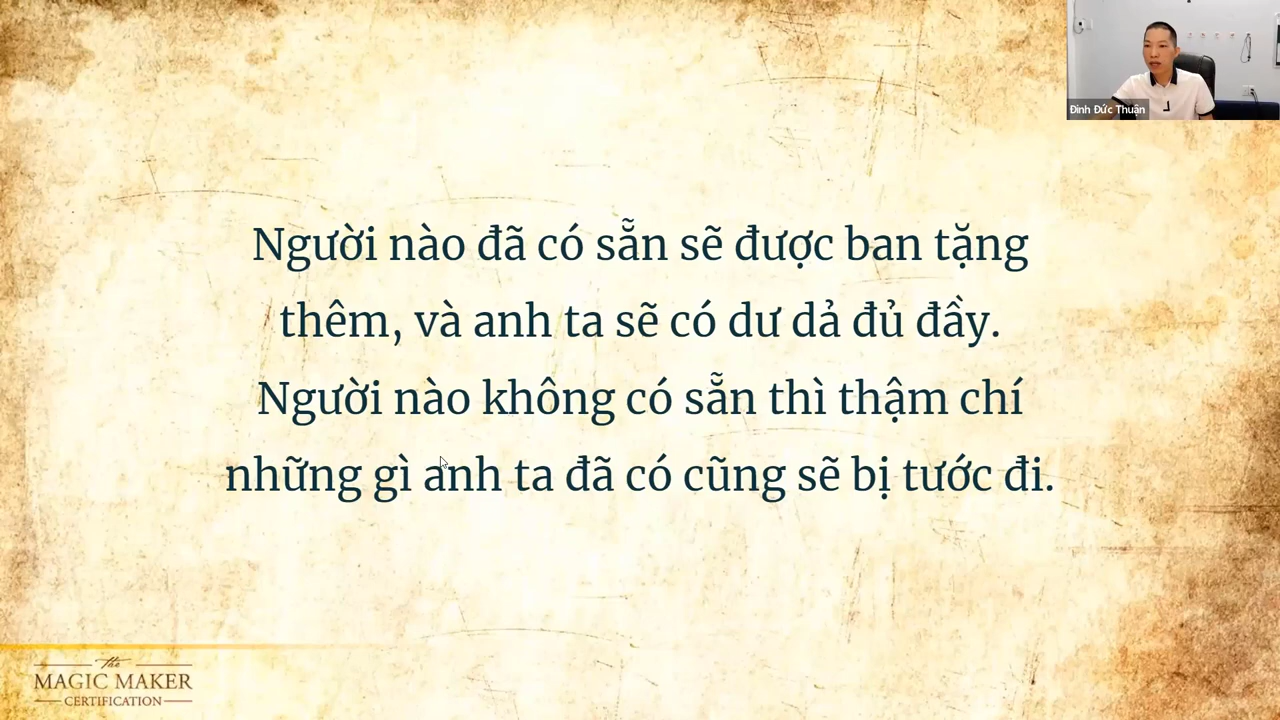 Đinh Đức Thuận
Người nào đã có sẵn sẽ được ban tặng
thêm, và anh ta sẽ có dư dả đủ đầy.
Người nào không có sẵn thì thậm chí
những gì anh ta đã có cũng sẽ bị tước đi.
the
MAGIC MAKER
CERTIFICATION